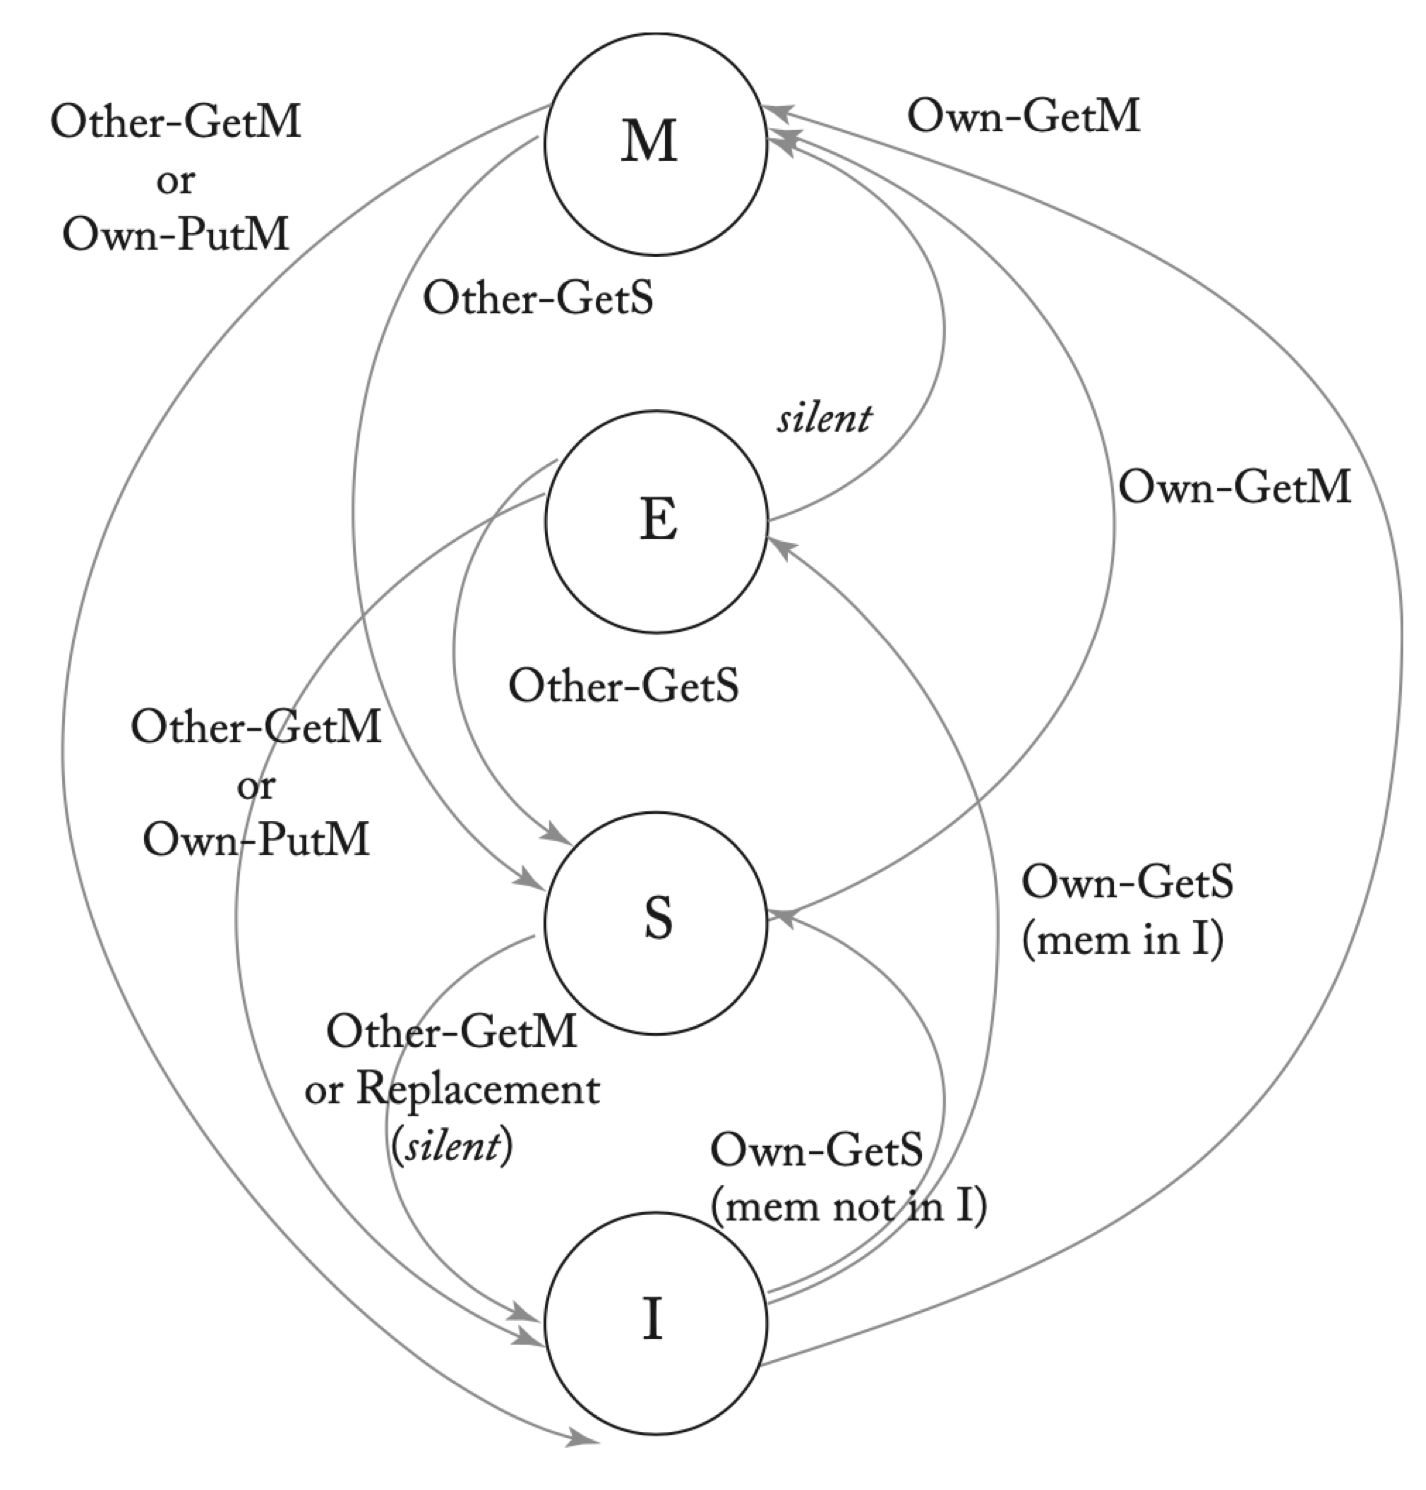 M
Other-GetM
or
Own-PutM
Own-GetM
Other-GetS
silent
E
Own-GetM
Other-GetS
Other-GetM
or
Own-PutM
S
Own-GetS
(mem in I)
Other-GetM
or Replacement
(silent)
Own-GetS
(mem not in I)
I